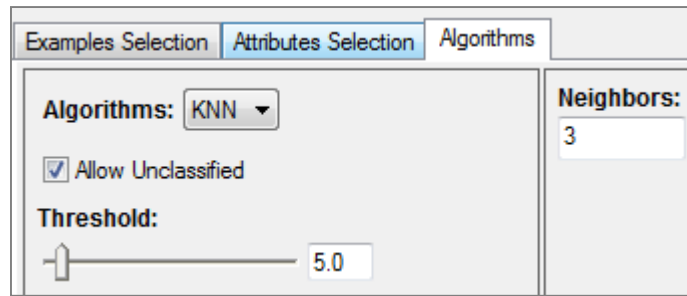 Examples Selection Attributes Selection Algorithms
Algorithms: KNN
Allow Unclassified
Threshold:
5.0
Neighbors:
3